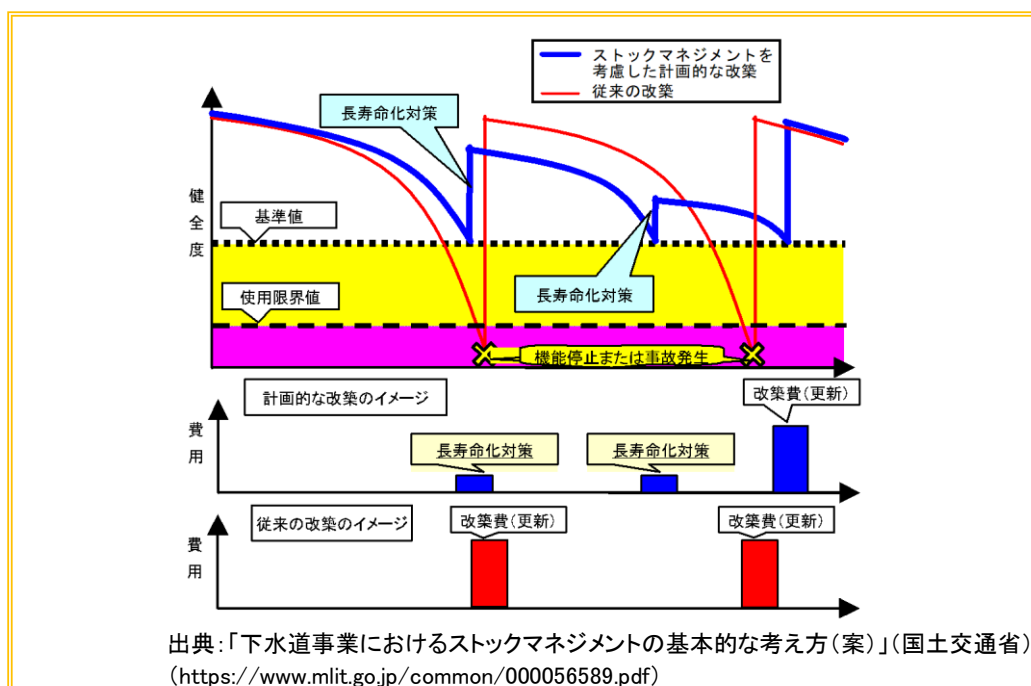 ストックマネジメントを
考慮した計画的な改築
従来の改築
長寿命化対策
健全度
基準値
使用限界値
長寿命化対策
機能停止または事故発生
計画的な改築のイメージ
改築費(更新)
費用
長寿命化対策
長寿命化対策
従来の改築のイメージ
改築費(更新)
改築費(更新)
費用
出典:「下水道事業におけるストックマネジメントの基本的な考え方(案)」(国土交通省)
(https://www.mlit.go.jp/common/000056589.pdf)